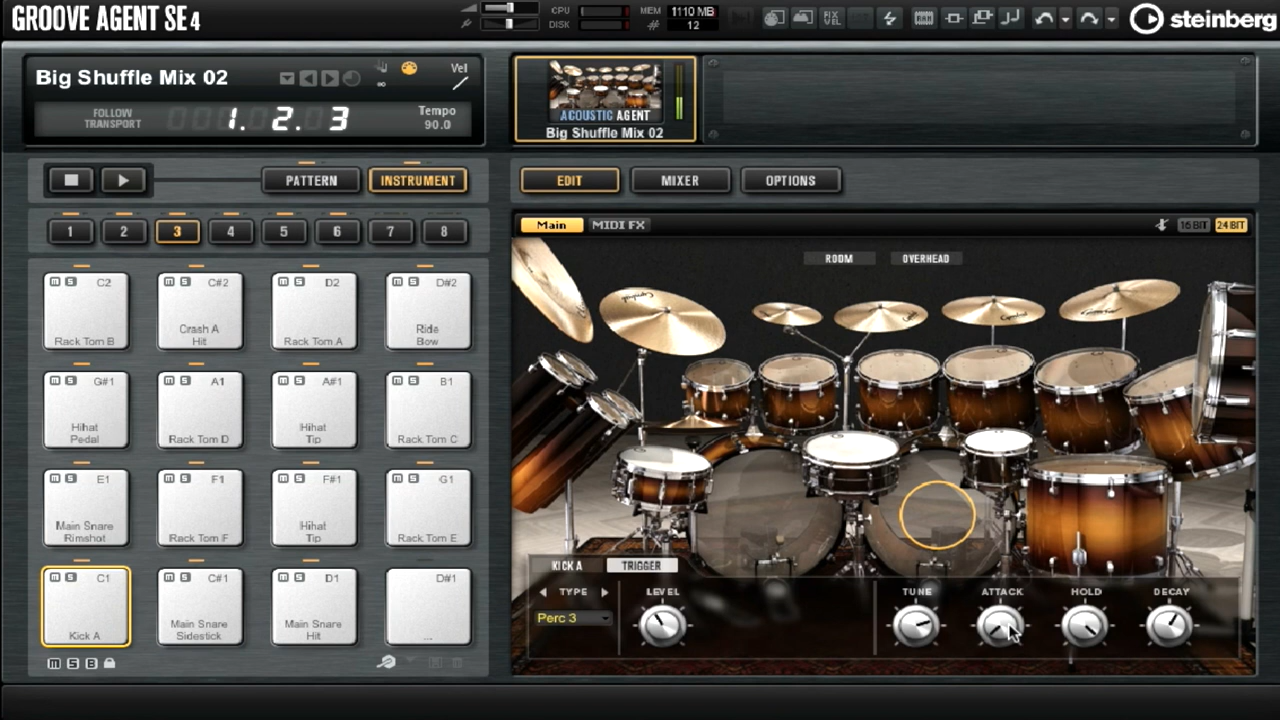 GROOVE AGENT SE4
CPU
DISK
MEM
1110 MB
12
FIX
VEL
steinberg
Big Shuffle Mix 02
Vel
FOLLOW
TRANSPORT
1. 2. 3
Tempo
90.0
ACOUSTIC AGENT
Big Shuffle Mix 02
PATTERN
INSTRUMENT
EDIT
MIXER
OPTIONS
1 2 3 4 5 6 7 8
Main
MIDI FX
16 BIT
24 BIT
ROOM
OVERHEAD
M S C2
Rack Tom B
M S C#2
Crash A
Hit
M S D2
Rack Tom A
M S D#2
Ride
Bow
M S G#1
Hihat
Pedal
M S A1
Rack Tom D
M S A#1
Hihat
Tip
M S B1
Rack Tom C
M S E1
Main Snare
Rimshot
M S F1
Rack Tom F
M S F#1
Hihat
Tip
M S G1
Rack Tom E
M S C1
Kick A
M S C#1
Main Snare
Sidestick
M S D1
Main Snare
Hit
D#1
...
M S B
KICK A
TRIGGER
TYPE
Perc 3
LEVEL
TUNE
ATTACK
HOLD
DECAY